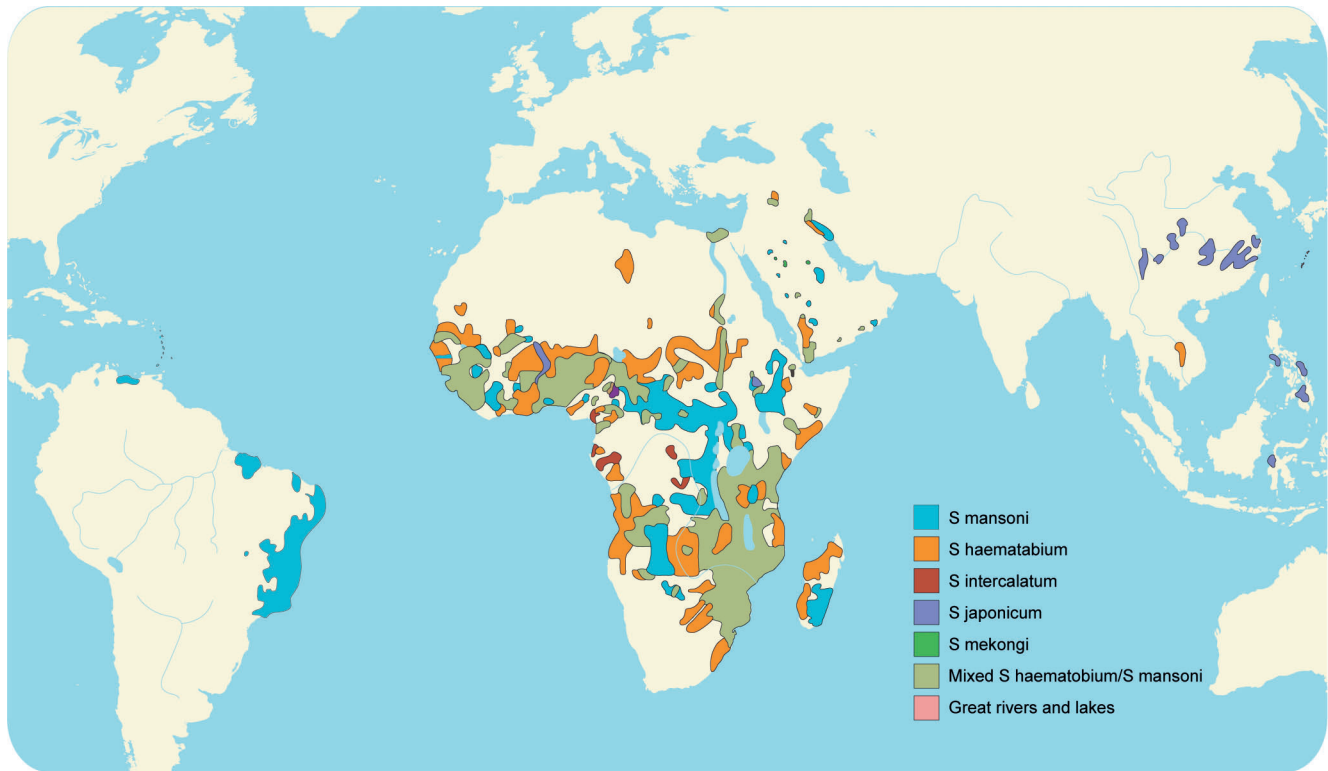 S mansoni
S haematabium
S intercalatum
S japonicum
S mekongi
Mixed S haematobium/S mansoni
Great rivers and lakes